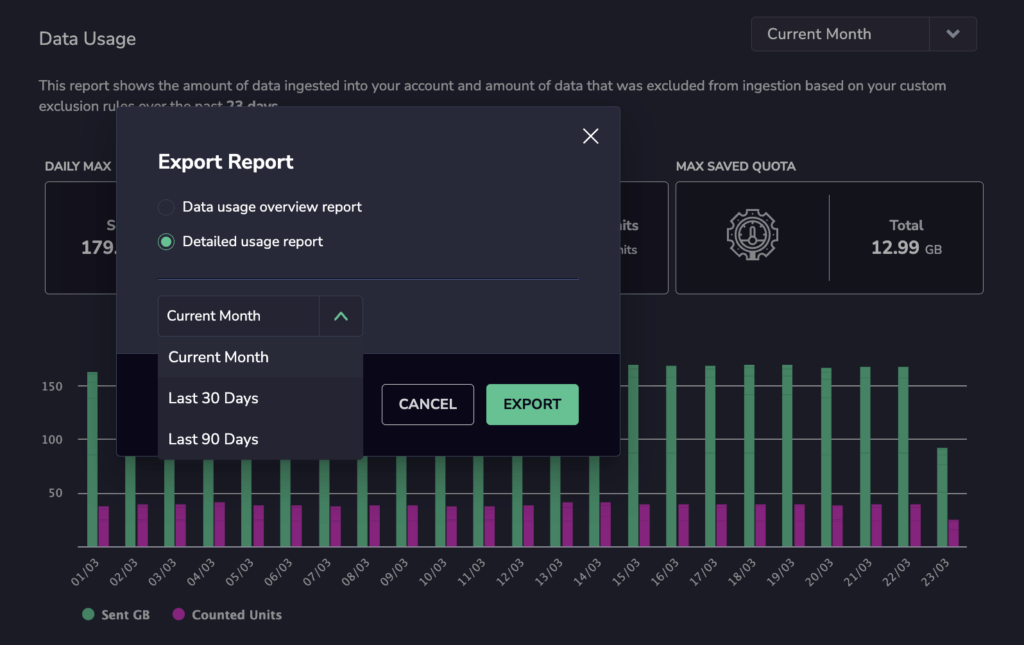 Data Usage
Current Month
This report shows the amount of data ingested into your account and amount of data that was excluded from ingestion based on your custom
exclusion rules over the past 23 days
DAILY MAX
MAX SAVED QUOTA
Export Report
Data usage overview report
Detailed usage report
179.
Total
12.99 GB
Current Month
Current Month
Last 30 Days
Last 90 Days
CANCEL
EXPORT
150
100
50
01/03 02/03 03/03 04/03 05/03 06/03 07/03 08/03 09/03 10/03 11/03 12/03 13/03 14/03 15/03 16/03 17/03 18/03 19/03 20/03 21/03 22/03 23/03
Sent GB
Counted Units